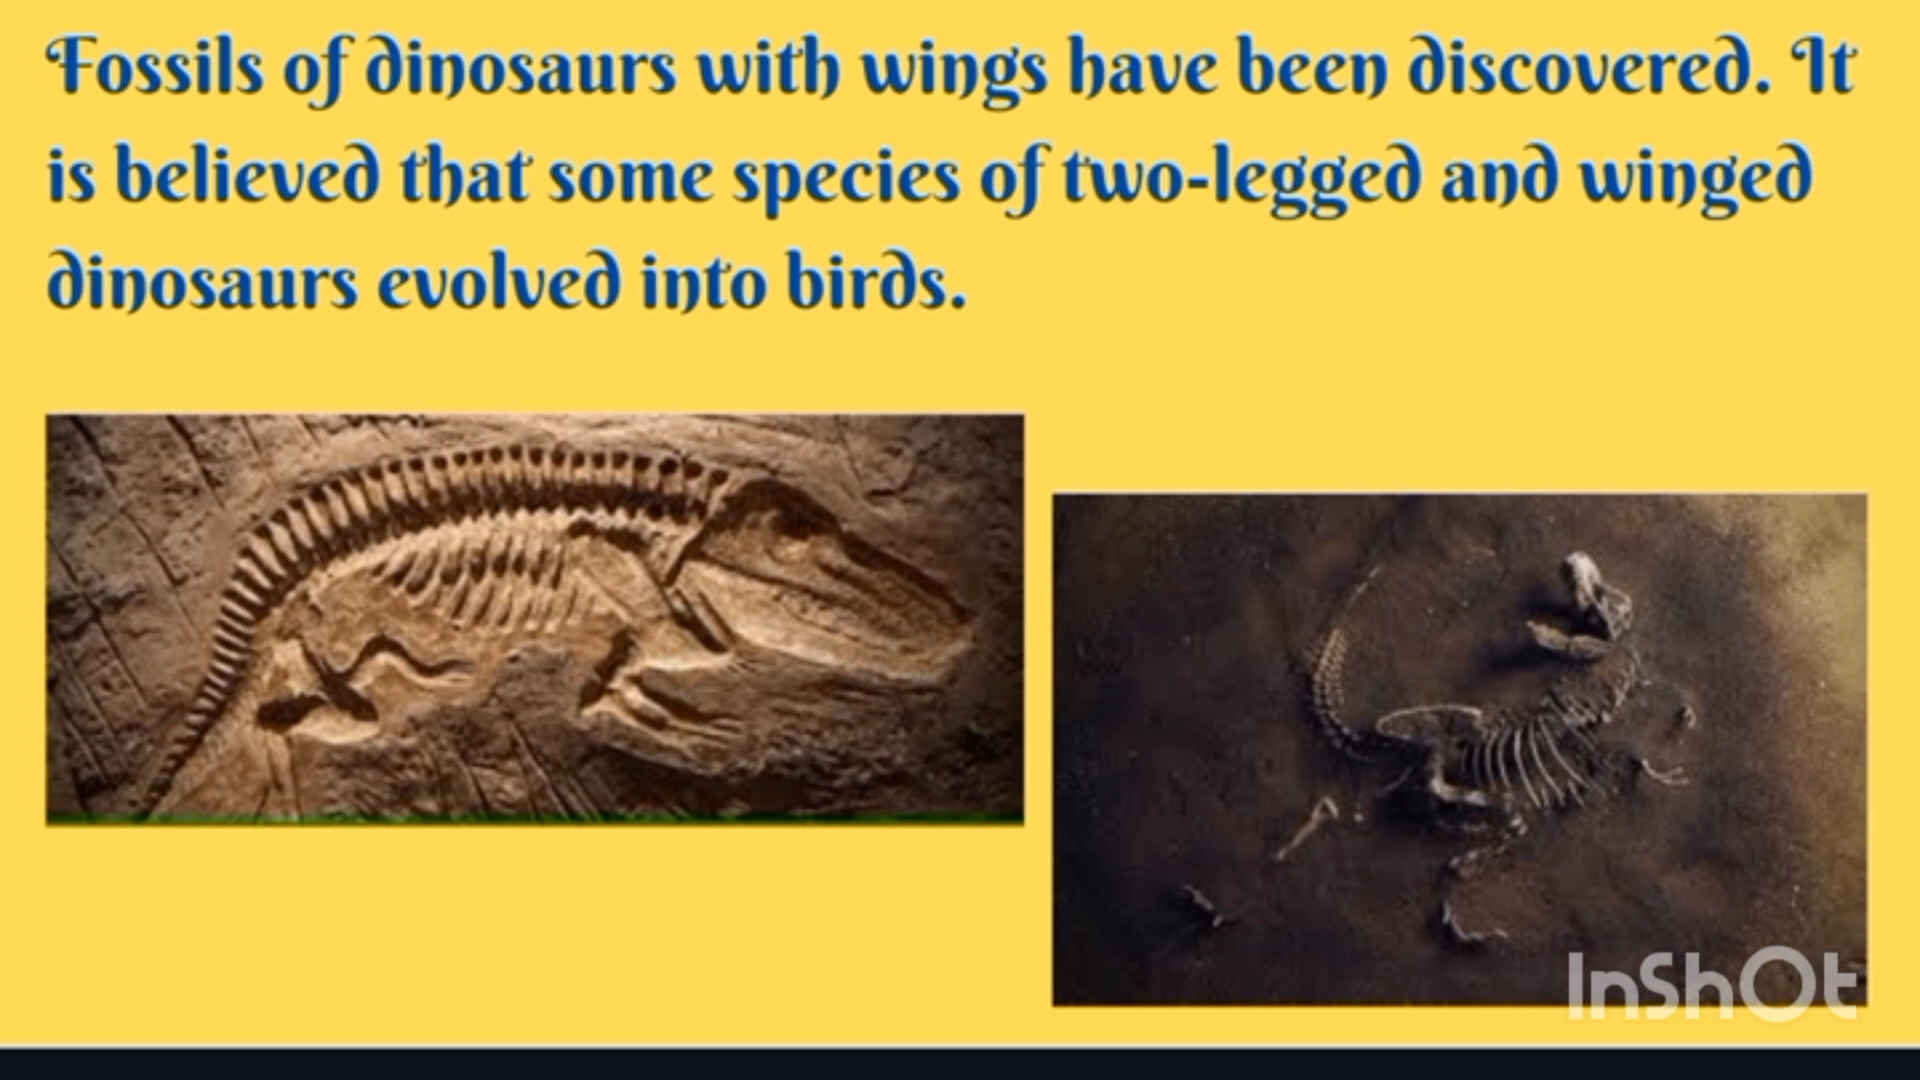 Fossils of dinosaurs with wings have been discovered. It
is believed that some species of two-legged and winged
dinosaurs evolved into birds.
InShOt